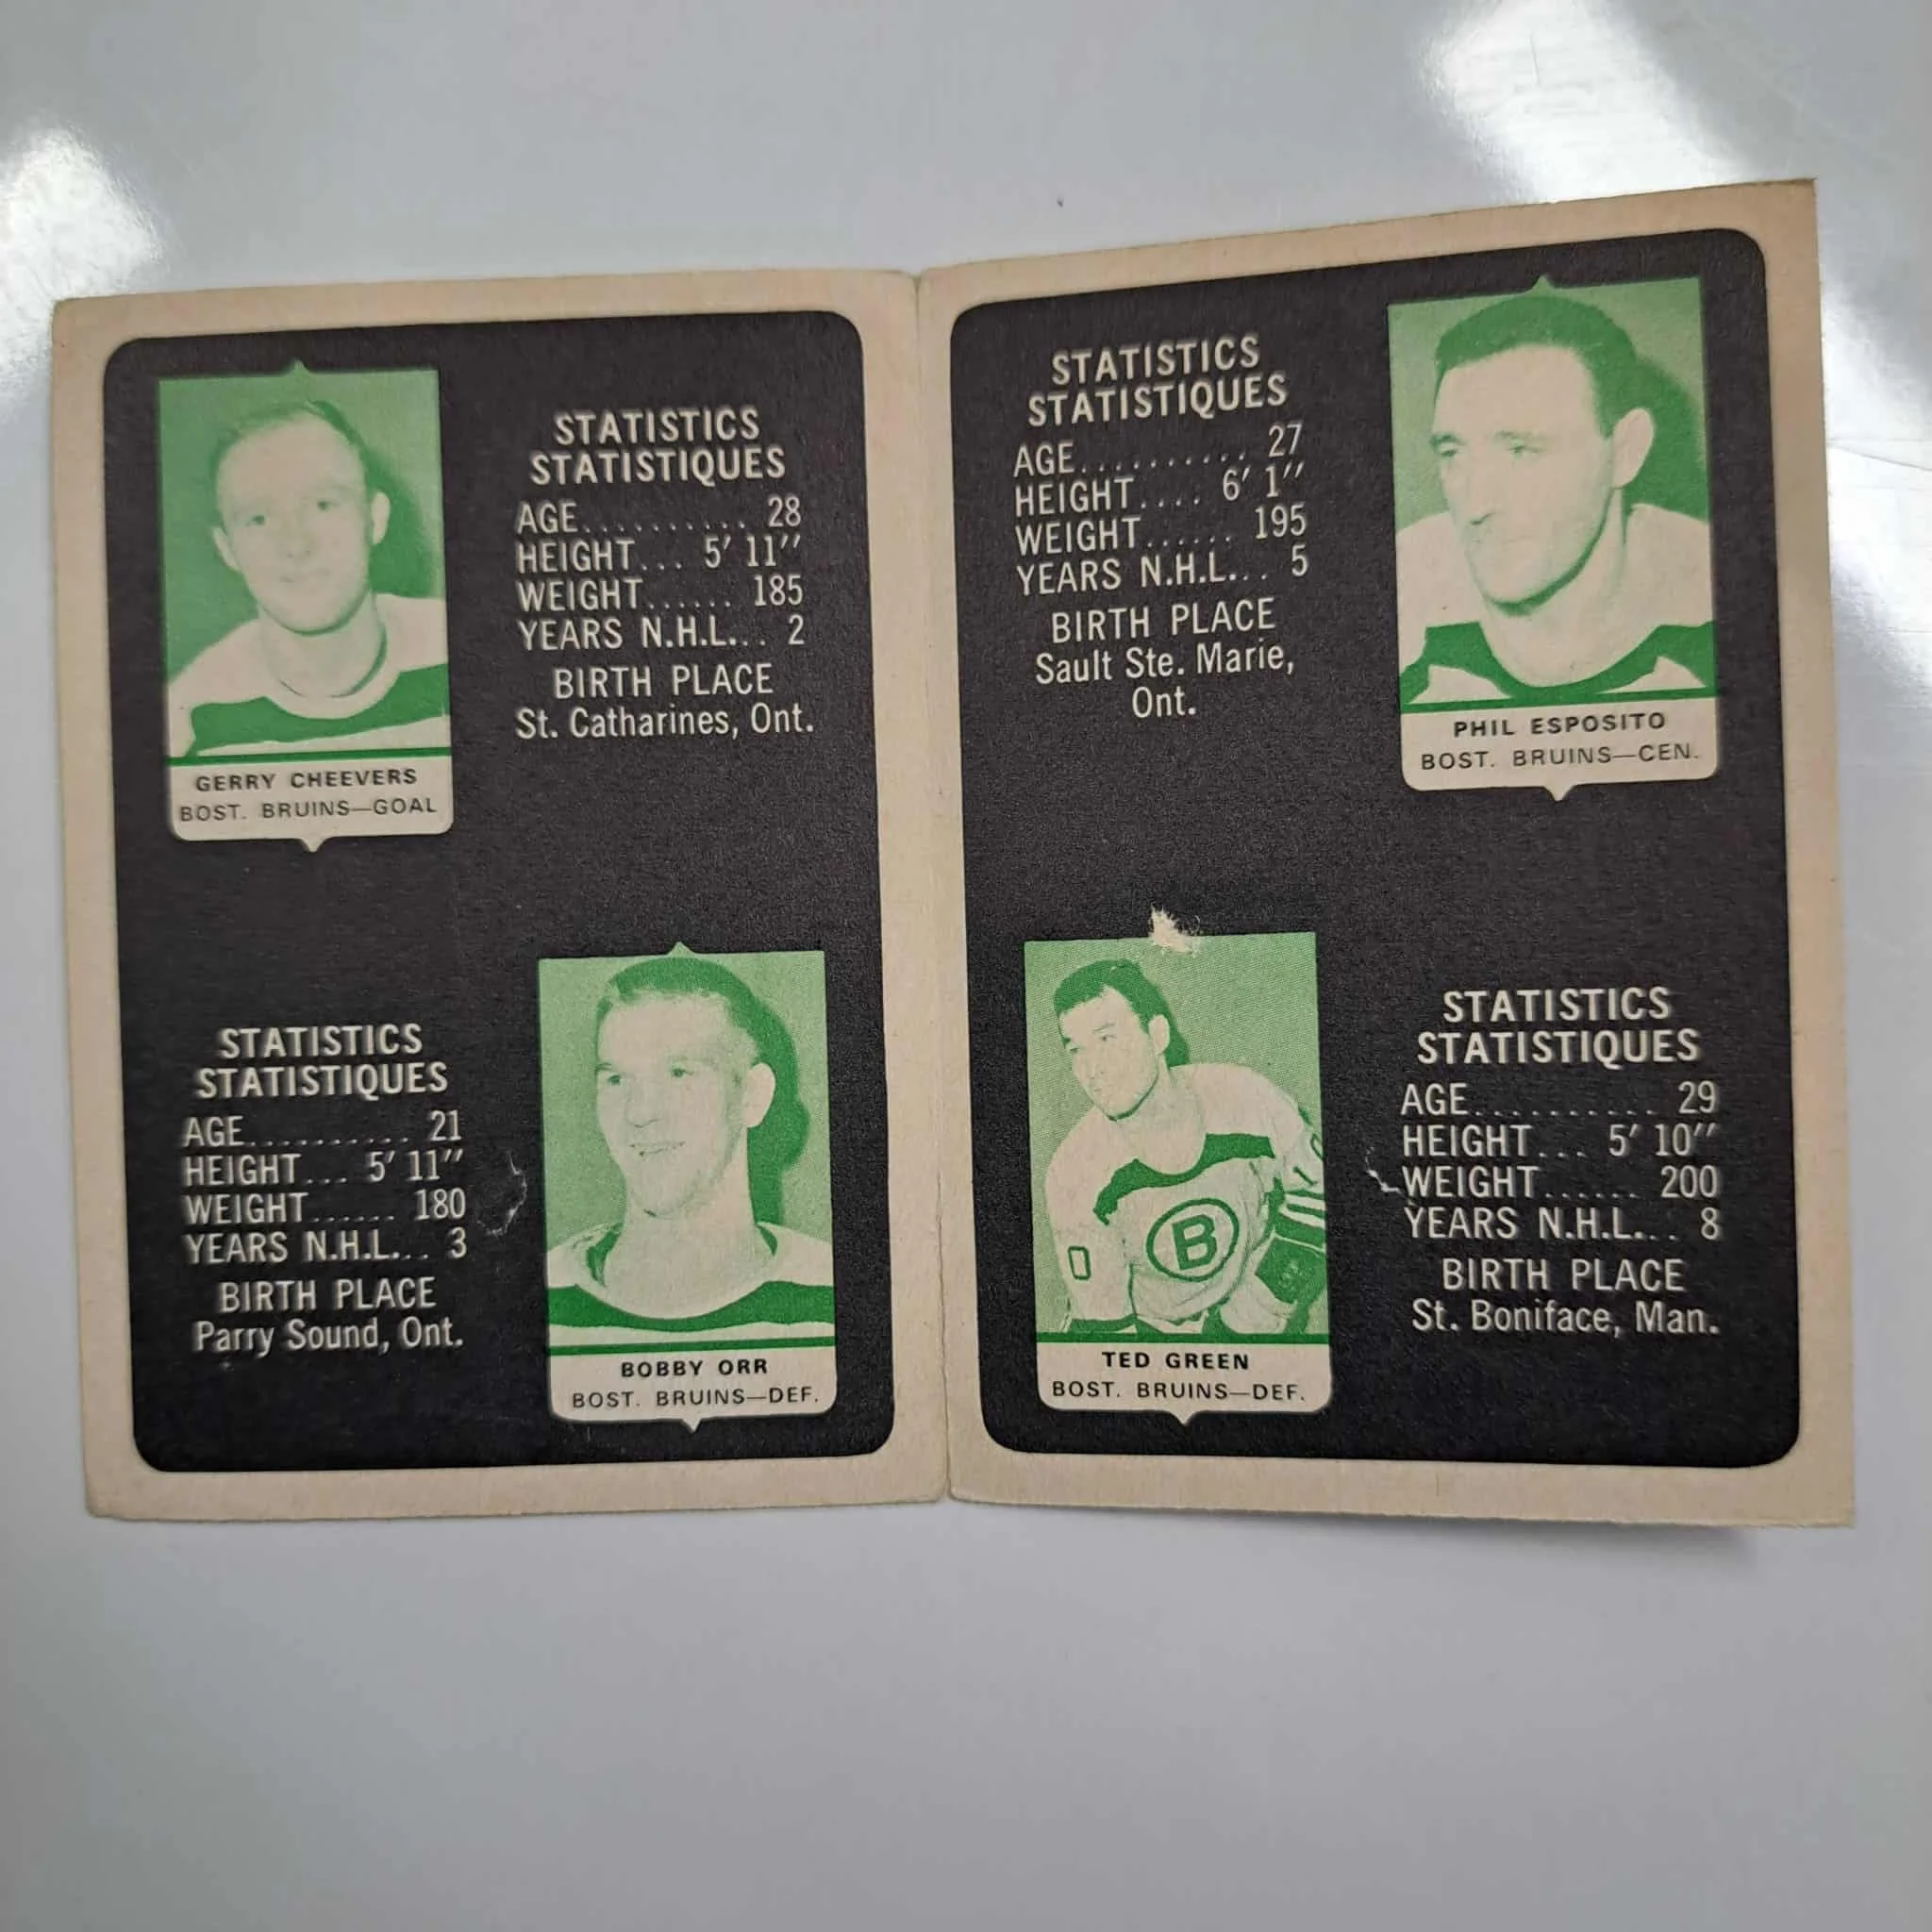 GERRY CHEEVERS
BOST. BRUINS—GOAL
STATISTICS
STATISTIQUES
AGE.......... 28
HEIGHT... 5′ 11″
WEIGHT...... 185
YEARS N.H.L... 2
BIRTH PLACE
St. Catharines, Ont.
STATISTICS
STATISTIQUES
AGE.......... 21
HEIGHT... 5′ 11″
WEIGHT...... 180
YEARS N.H.L... 3
BIRTH PLACE
Parry Sound, Ont.
BOBBY ORR
BOST. BRUINS—DEF.
STATISTICS
STATISTIQUES
AGE.......... 27
HEIGHT.... 6′ 1″
WEIGHT...... 195
YEARS N.H.L... 5
BIRTH PLACE
Sault Ste. Marie,
Ont.
PHIL ESPOSITO
BOST. BRUINS—CEN.
B
0
TED GREEN
BOST. BRUINS—DEF.
STATISTICS
STATISTIQUES
AGE........... 29
HEIGHT... 5′ 10″
WEIGHT...... 200
YEARS N.H.L... 8
BIRTH PLACE
St. Boniface, Man.